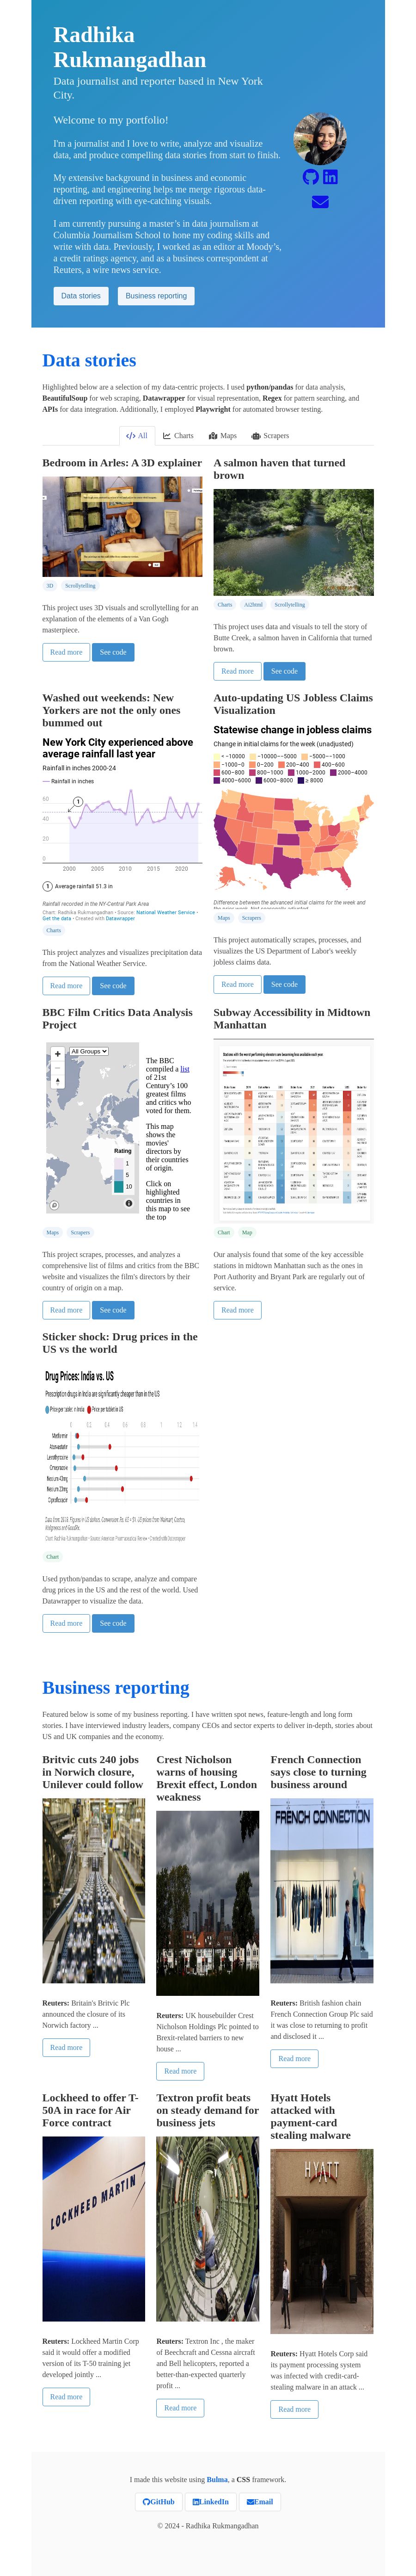 Radhika
Rukmangadhan
Data journalist and reporter based in New York
City.
Welcome to my portfolio!
I'm a journalist and I love to write, analyze and visualize
data, and produce compelling data stories from start to finish.
My extensive background in business and economic
reporting, and engineering helps me merge rigorous data-
driven reporting with eye-catching visuals.
I am currently pursuing a master’s in data journalism at
Columbia Journalism School to hone my coding skills and
write with data. Previously, I worked as an editor at Moody’s,
a credit ratings agency, and as a business correspondent at
Reuters, a wire news service.
Data stories
Business reporting
Data stories
Highlighted below are a selection of my data-centric projects. I used python/pandas for data analysis,
BeautifulSoup for web scraping, Datawrapper for visual representation, Regex for pattern searching, and
APIs for data integration. Additionally, I employed Playwright for automated browser testing.
All
Charts
Maps
Scrapers
Bedroom in Arles: A 3D explainer
3D
Scrollytelling
This project uses 3D visuals and scrollytelling for an
explanation of the elements of a Van Gogh
masterpiece.
Read more
See code
A salmon haven that turned
brown
Charts
Ai2html
Scrollytelling
This project uses data and visuals to tell the story of
Butte Creek, a salmon haven in California that turned
brown.
Read more
See code
Washed out weekends: New
Yorkers are not the only ones
bummed out
New York City experienced above
average rainfall last year
Rainfall in inches 2000-24
Rainfall in inches
60
40
20
0
1
2000
2005
2010
2015
2020
1 Average rainfall 51.3 in
Rainfall recorded in the NY-Central Park Area
Chart: Radhika Rukmangadhan • Source: National Weather Service •
Get the data • Created with Datawrapper
Charts
This project analyzes and visualizes precipitation data
from the National Weather Service.
Read more
See code
Auto-updating US Jobless Claims
Visualization
Statewise change in jobless claims
Change in initial claims for the week (unadjusted)
< −10000
−10000–−5000
−5000–−1000
−1000–0
0–200
200–400
400–600
600–800
800–1000
1000–2000
2000–4000
4000–6000
6000–8000
≥ 8000
Difference between the advanced initial claims for the week and
Maps
Scrapers
This project automatically scrapes, processes, and
visualizes the US Department of Labor's weekly
jobless claims data.
Read more
See code
BBC Film Critics Data Analysis
Project
All Groups
The BBC
compiled a list
of 21st
Century’s 100
greatest films
and critics who
voted for them.
This map
shows the
movies'
directors by
their countries
of origin.
Click on
highlighted
countries in
this map to see
the top
Rating
1
5
10
Maps
Scrapers
This project scrapes, processes, and analyzes a
comprehensive list of films and critics from the BBC
website and visualizes the film's directors by their
country of origin on a map.
Read more
See code
Subway Accessibility in Midtown
Manhattan
Chart
Map
Our analysis found that some of the key accessible
stations in midtown Manhattan such as the ones in
Port Authority and Bryant Park are regularly out of
service.
Read more
Sticker shock: Drug prices in the
US vs the world
Drug Prices: India vs. US
Prescription drugs in India are significantly cheaper than in the US
Price per tablet in India
Price per tablet in US
0
0.2
0.4
0.6
0.8
1
1.2
1.4
Metformin
Atorvastatin
Levothyroxine
Omeprazole
Chart
Used python/pandas to scrape, analyze and compare
drug prices in the US and the rest of the world. Used
Datawrapper to visualize the data.
Read more
See code
Business reporting
Featured below is some of my business reporting. I have written spot news, feature-length and long form
stories. I have interviewed industry leaders, company CEOs and sector experts to deliver in-depth, stories about
US and UK companies and the economy.
Britvic cuts 240 jobs
in Norwich closure,
Unilever could follow
Reuters: Britain's Britvic Plc
announced the closure of its
Norwich factory ...
Read more
Crest Nicholson
warns of housing
Brexit effect, London
weakness
Reuters: UK housebuilder Crest
Nicholson Holdings Plc pointed to
Brexit-related barriers to new
house ...
Read more
French Connection
says close to turning
business around
FRENCH CONNECTION
Reuters: British fashion chain
French Connection Group Plc said
it was close to returning to profit
and disclosed it ...
Read more
Lockheed to offer T-
50A in race for Air
Force contract
LOCKHEED MARTIN
Reuters: Lockheed Martin Corp
said it would offer a modified
version of its T-50 training jet
developed jointly ...
Read more
Textron profit beats
on steady demand for
business jets
Reuters: Textron Inc , the maker
of Beechcraft and Cessna aircraft
and Bell helicopters, reported a
better-than-expected quarterly
profit ...
Read more
Hyatt Hotels
attacked with
payment-card
stealing malware
HYATT
Reuters: Hyatt Hotels Corp said
its payment processing system
was infected with credit-card-
stealing malware in an attack ...
Read more
I made this website using Bulma, a CSS framework.
GitHub
LinkedIn
Email
© 2024 - Radhika Rukmangadhan